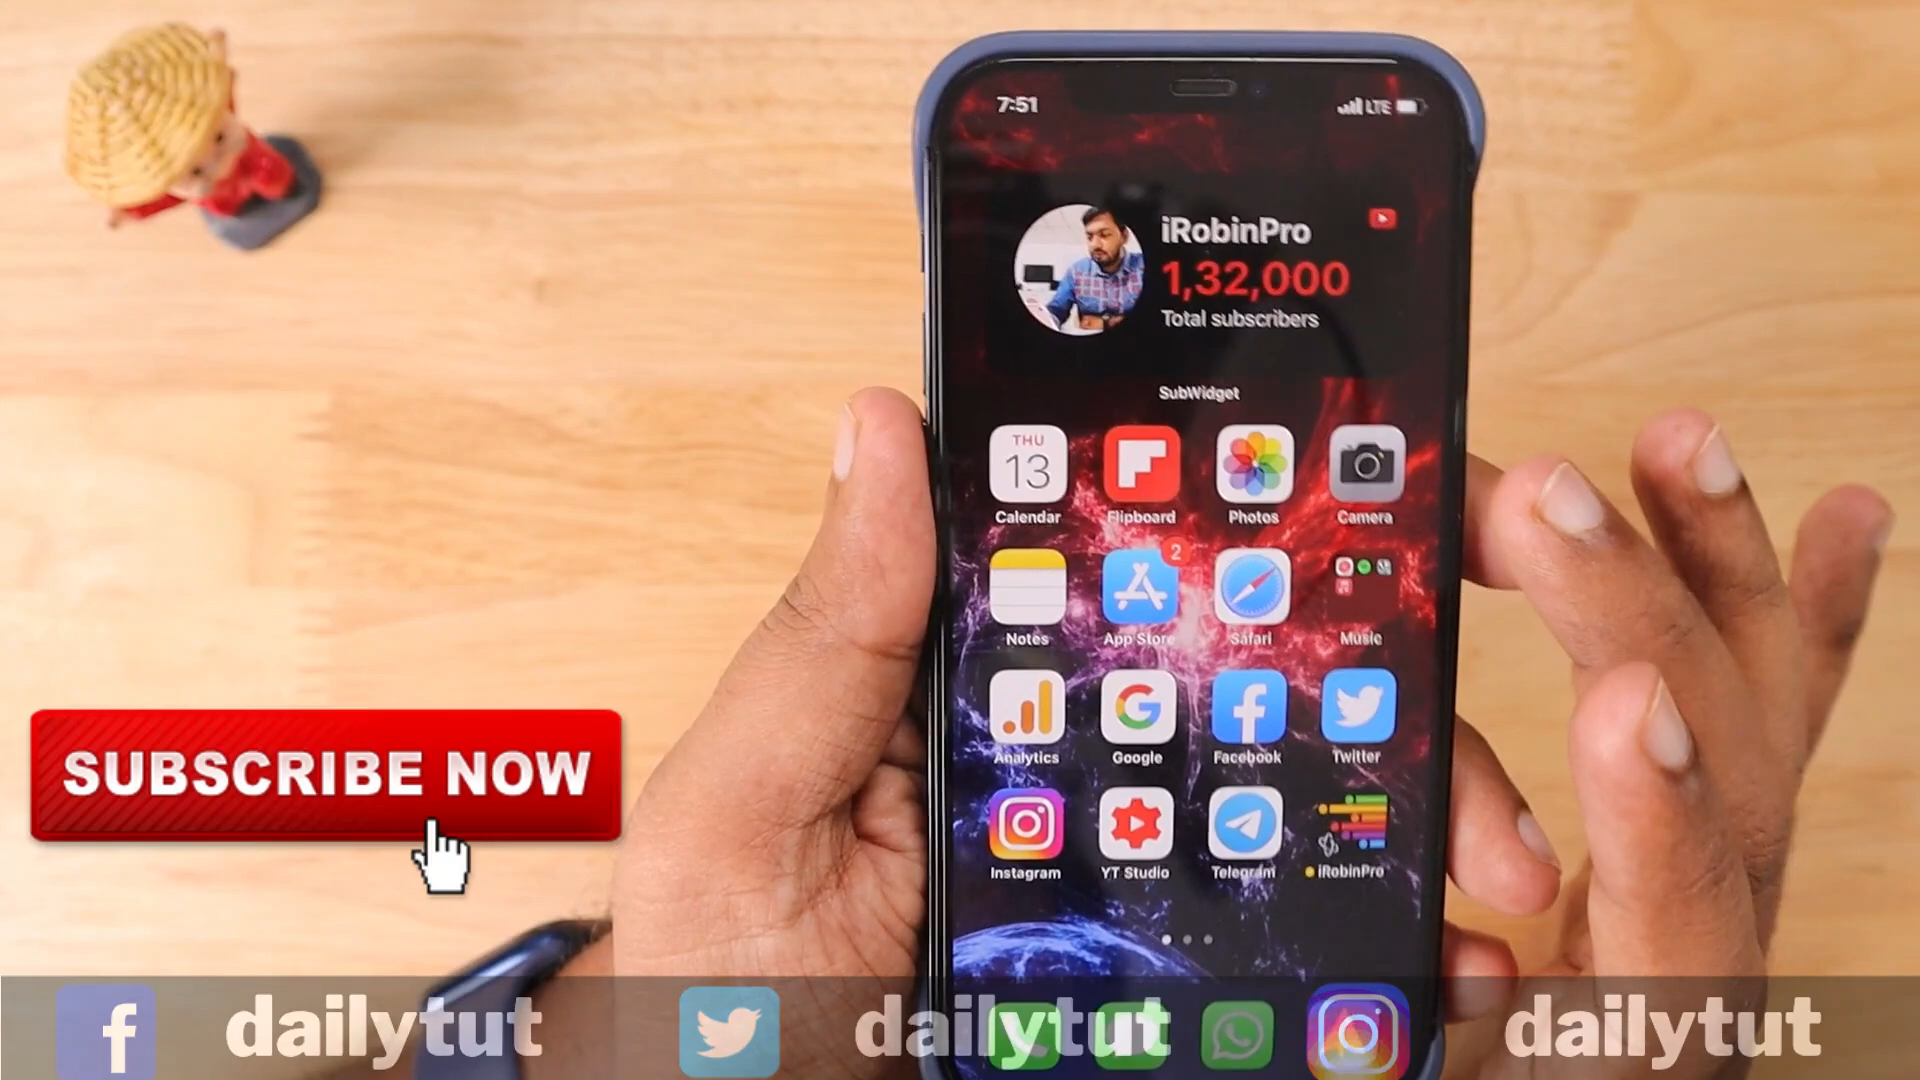 7:51
LTE
iRobinPro
1,32,000
Total subscribers
SubWidget
THU
13
Calendar
Flipboard
Photos
Camera
2
Notes
App Store
Safari
Music
Analytics
Google
Facebook
Twitter
Instagram
YT Studio
Telegram
iRobinPro
SUBSCRIBE NOW
dailytut
dailytut
dailytut